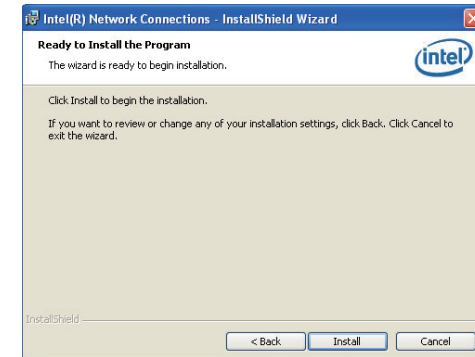 Intel(R) Network Connections - InstallShield Wizard
Ready to Install the Program
The wizard is ready to begin installation.
intel
Click Install to begin the installation.
If you want to review or change any of your installation settings, click Back. Click Cancel to
exit the wizard.
InstallShield
< Back
Install
Cancel